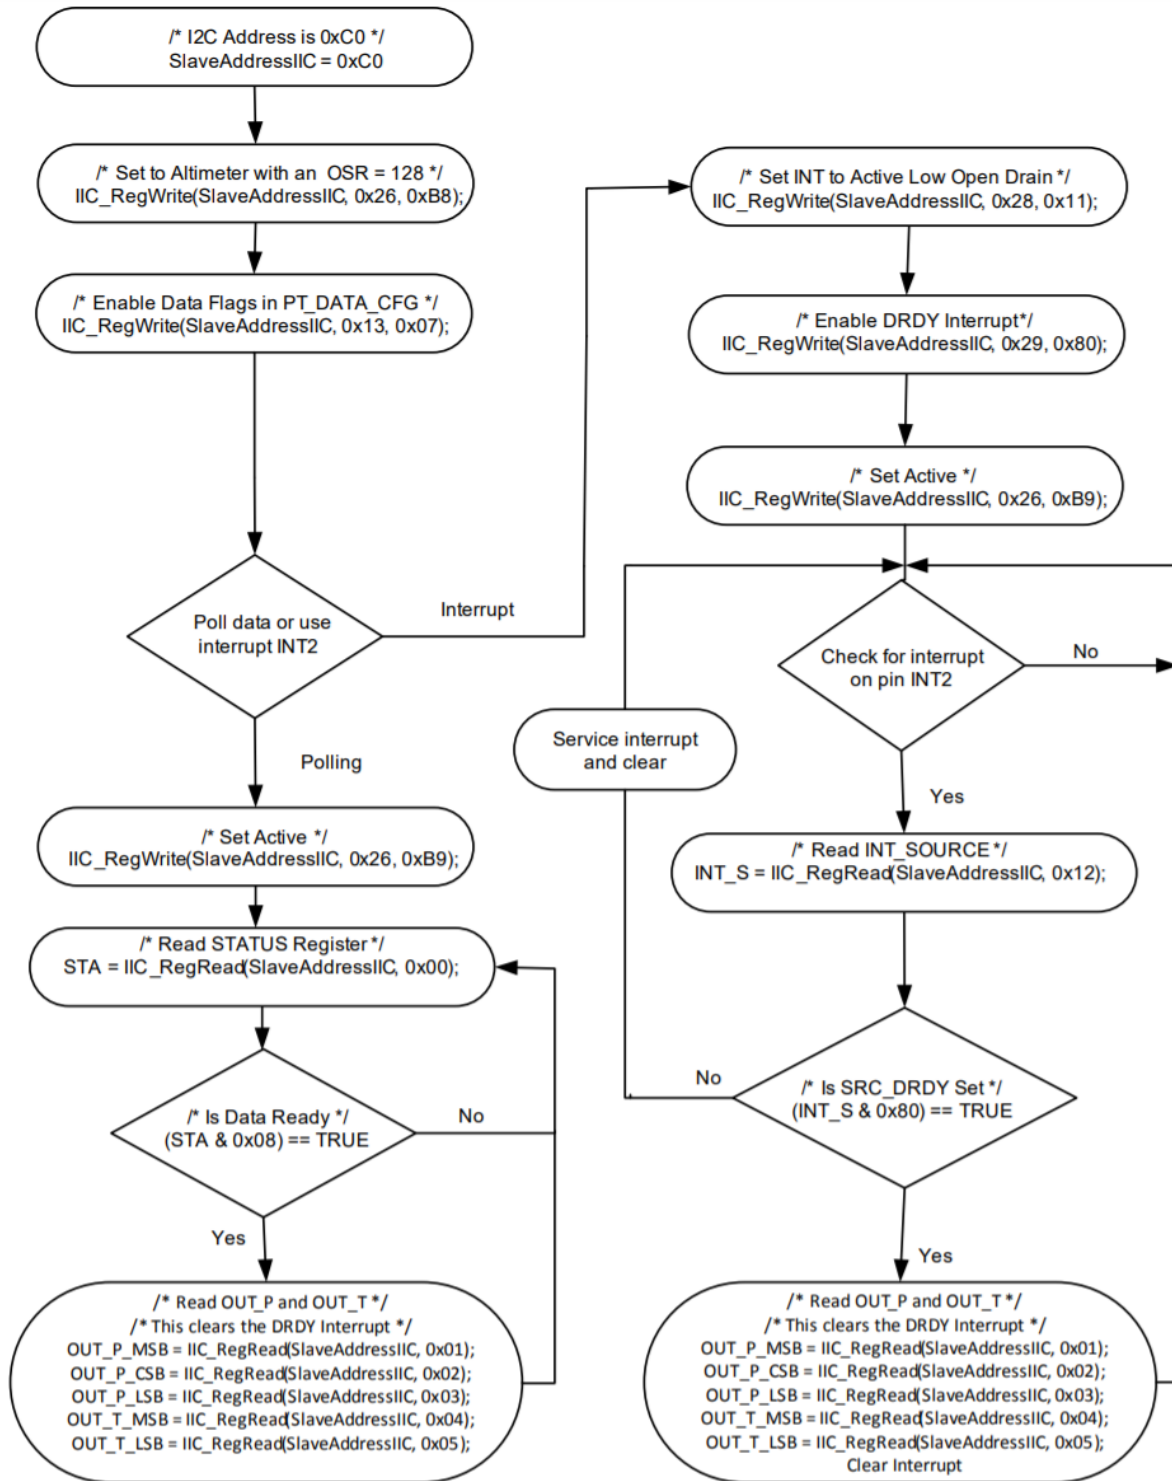 /* I2C Address is 0xC0 */
SlaveAddressIIC = 0xC0
/* Set to Altimeter with an OSR = 128 */
IIC_RegWrite(SlaveAddressIIC, 0x26, 0xB8);
/* Enable Data Flags in PT_DATA_CFG */
IIC_RegWrite(SlaveAddressIIC, 0x13, 0x07);
Poll data or use
interrupt INT2
Interrupt
Polling
/* Set Active */
IIC_RegWrite(SlaveAddressIIC, 0x26, 0xB9);
/* Read STATUS Register */
STA = IIC_RegRead(SlaveAddressIIC, 0x00);
/* Is Data Ready */
(STA & 0x08) == TRUE
No
Yes
/* Read OUT_P and OUT_T */
/* This clears the DRDY Interrupt */
OUT_P_MSB = IIC_RegRead(SlaveAddressIIC, 0x01);
OUT_P_CSB = IIC_RegRead(SlaveAddressIIC, 0x02);
OUT_P_LSB = IIC_RegRead(SlaveAddressIIC, 0x03);
OUT_T_MSB = IIC_RegRead(SlaveAddressIIC, 0x04);
OUT_T_LSB = IIC_RegRead(SlaveAddressIIC, 0x05);
/* Set INT to Active Low Open Drain */
IIC_RegWrite(SlaveAddressIIC, 0x28, 0x11);
/* Enable DRDY Interrupt*/
IIC_RegWrite(SlaveAddressIIC, 0x29, 0x80);
/* Set Active */
IIC_RegWrite(SlaveAddressIIC, 0x26, 0xB9);
Check for interrupt
on pin INT2
No
Service interrupt
and clear
Yes
/* Read INT_SOURCE */
INT_S = IIC_RegRead(SlaveAddressIIC, 0x12);
No
/* Is SRC_DRDY Set */
(INT_S & 0x80) == TRUE
Yes
/* Read OUT_P and OUT_T */
/* This clears the DRDY Interrupt */
OUT_P_MSB = IIC_RegRead(SlaveAddressIIC, 0x01);
OUT_P_CSB = IIC_RegRead(SlaveAddressIIC, 0x02);
OUT_P_LSB = IIC_RegRead(SlaveAddressIIC, 0x03);
OUT_T_MSB = IIC_RegRead(SlaveAddressIIC, 0x04);
OUT_T_LSB = IIC_RegRead(SlaveAddressIIC, 0x05);
Clear Interrupt